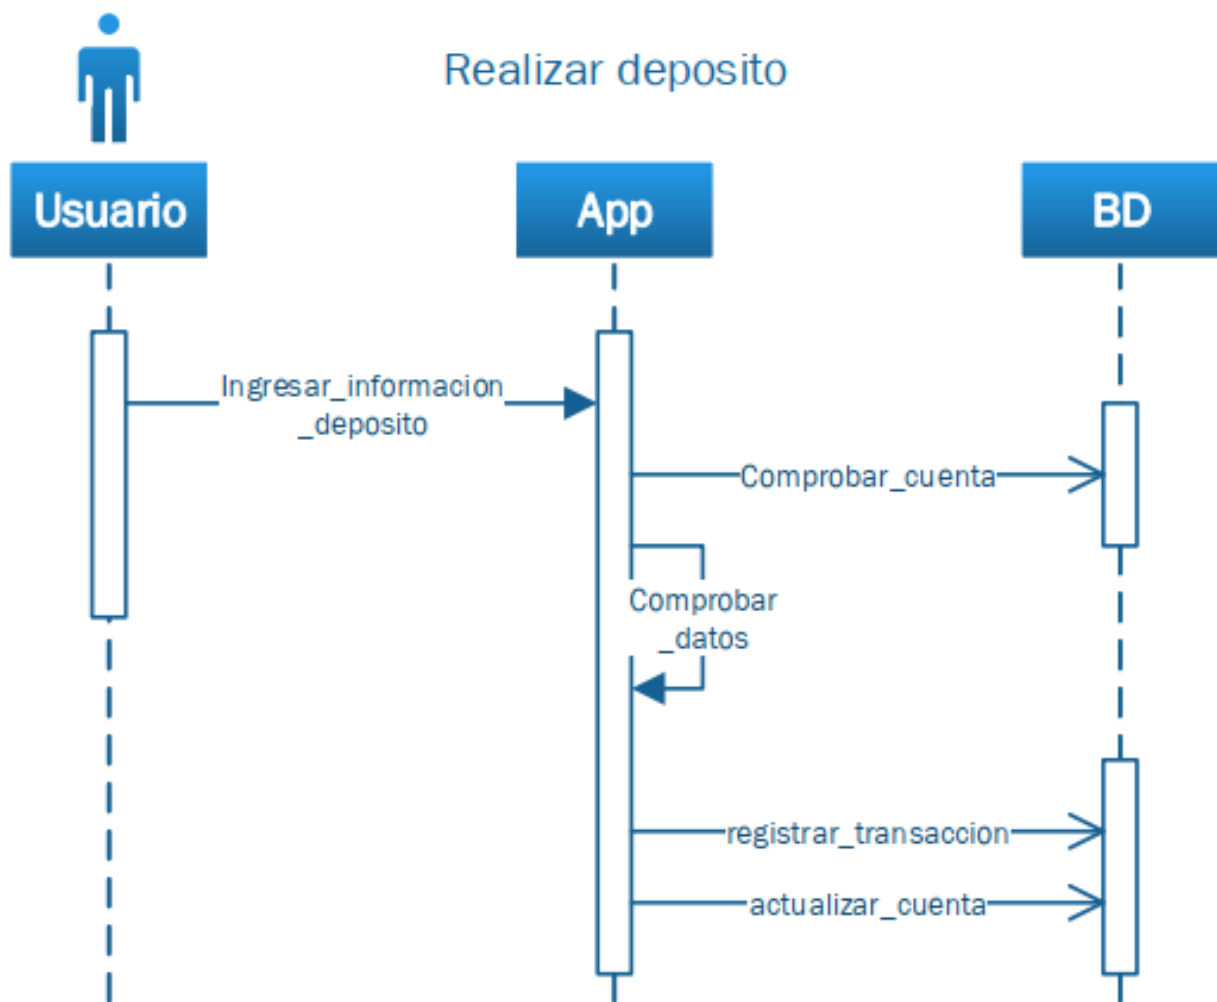 Realizar deposito
Usuario
App
BD
Ingresar_informacion
_deposito
Comprobar_cuenta
Comprobar
_datos
registrar_transaccion
actualizar_cuenta